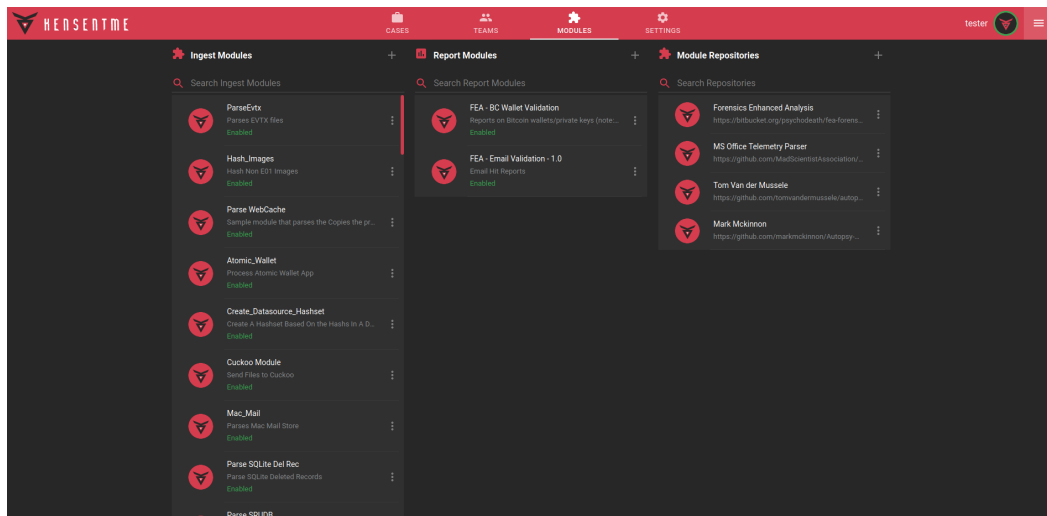 HENSENTME
CASES
TEAMS
MODULES
SETTINGS
tester
Ingest Modules
Search Ingest Modules
ParseEvtx
Parses EVTX files
Enabled
Hash_Images
Hash Non E01 Images
Enabled
Parse WebCache
Sample module that parses the Copies the pr...
Enabled
Atomic_Wallet
Process Atomic Wallet App
Enabled
Create_Datasource_Hashset
Create A Hashset Based On the Hashs In A D...
Enabled
Cuckoo Module
Send Files to Cuckoo
Enabled
Mac_Mail
Parses Mac Mail Store
Enabled
Parse SQLite Del Rec
Parse SQLite Deleted Records
Enabled
Parse SRUDB
Report Modules
Search Report Modules
FEA - BC Wallet Validation
Reports on Bitcoin wallets/private keys (note:...
Enabled
FEA - Email Validation - 1.0
Email Hit Reports
Enabled
Module Repositories
Search Repositories
Forensics Enhanced Analysis
https://bitbucket.org/psychodeath/fea-forens...
MS Office Telemetry Parser
https://github.com/MadScientistAssociation/...
Tom Van der Mussele
https://github.com/tomvandermussele/autop...
Mark Mckinnon
https://github.com/markmckinnon/Autopsy-...